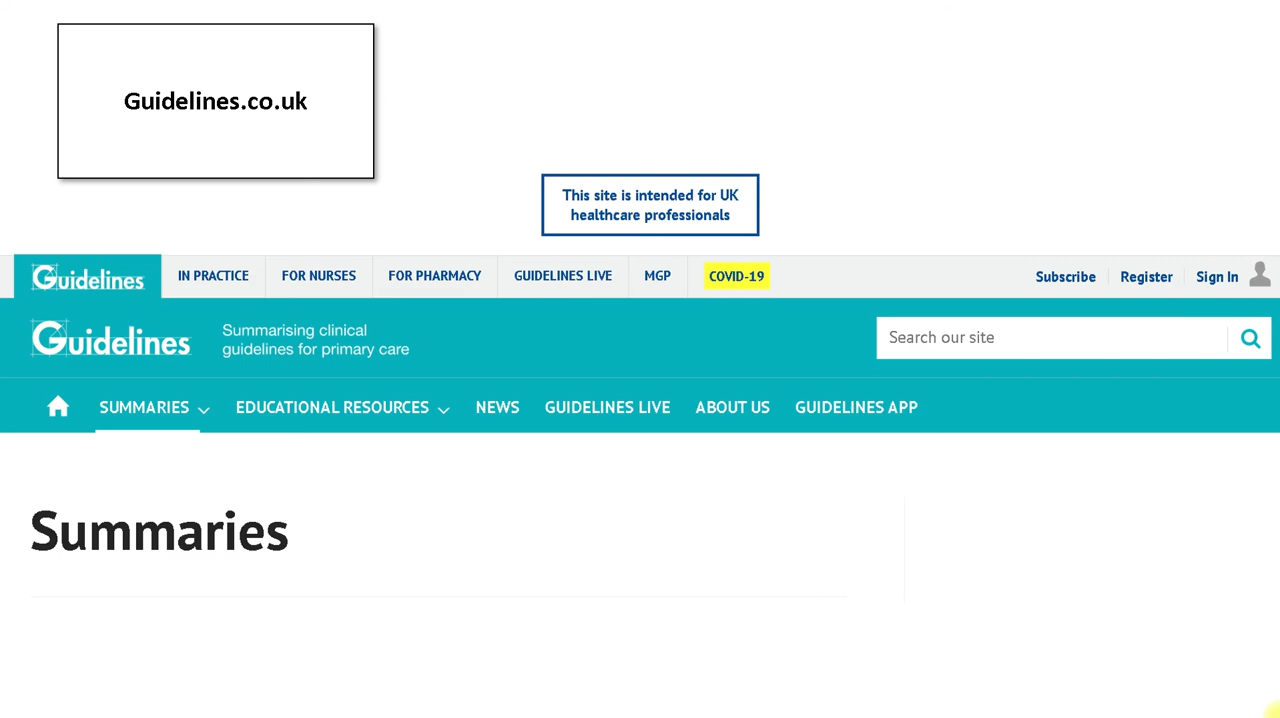 Guidelines.co.uk
This site is intended for UK
healthcare professionals
Guidelines IN PRACTICE FOR NURSES FOR PHARMACY GUIDELINES LIVE MGP COVID-19 Subscribe Register Sign In
Guidelines
Summarising clinical
guidelines for primary care
Search our site
SUMMARIES EDUCATIONAL RESOURCES NEWS GUIDELINES LIVE ABOUT US GUIDELINES APP
Summaries